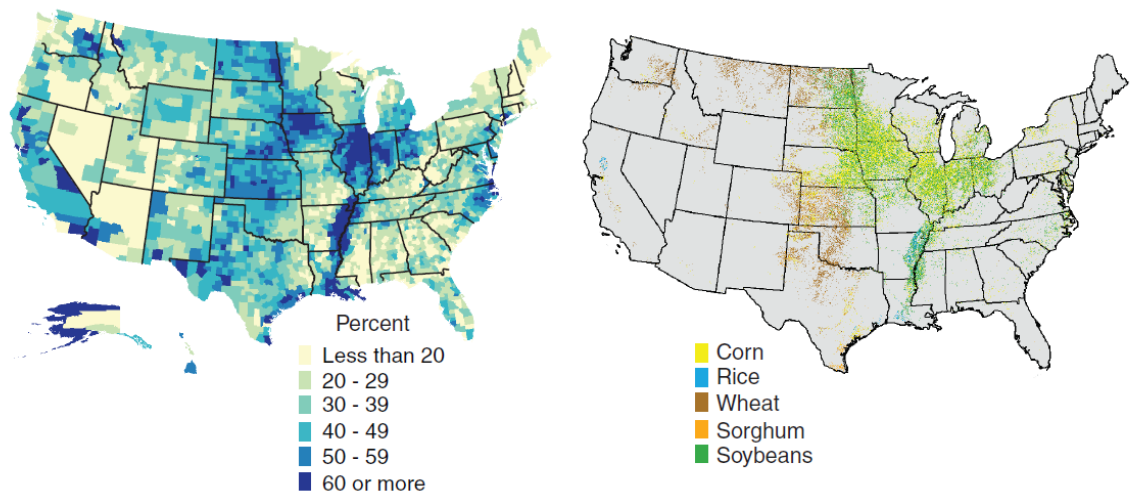 Percent
Less than 20
20 - 29
30 - 39
40 - 49
50 - 59
60 or more
Corn
Rice
Wheat
Sorghum
Soybeans